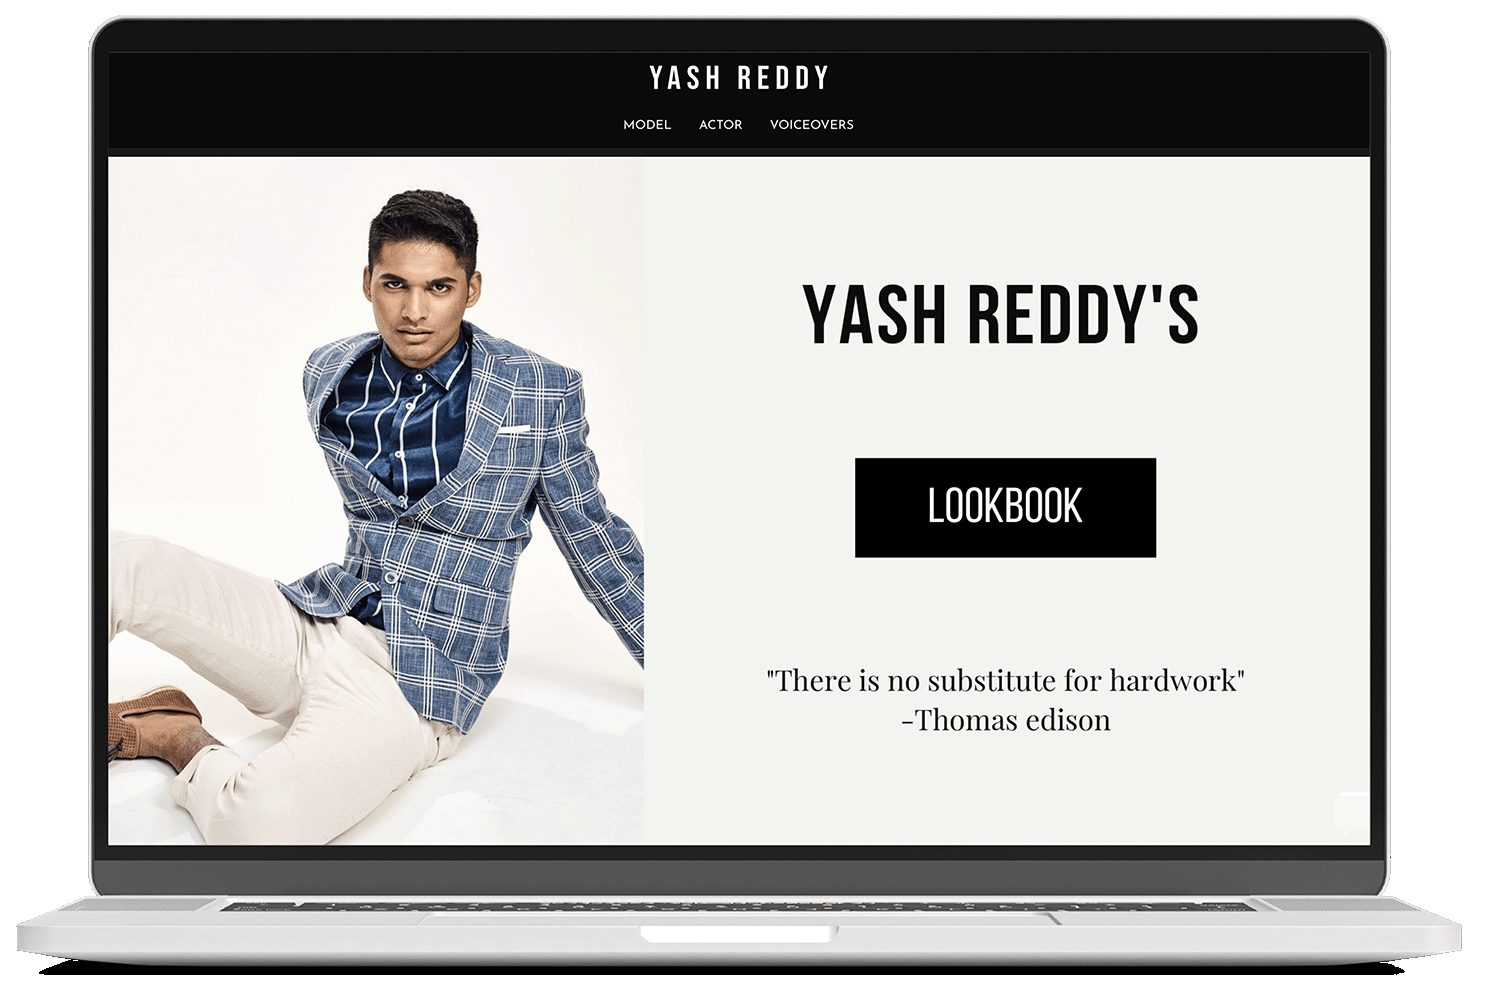 YASH REDDY
MODEL ACTOR VOICEOVERS
YASH REDDY'S
LOOKBOOK
"There is no substitute for hardwork"
-Thomas edison